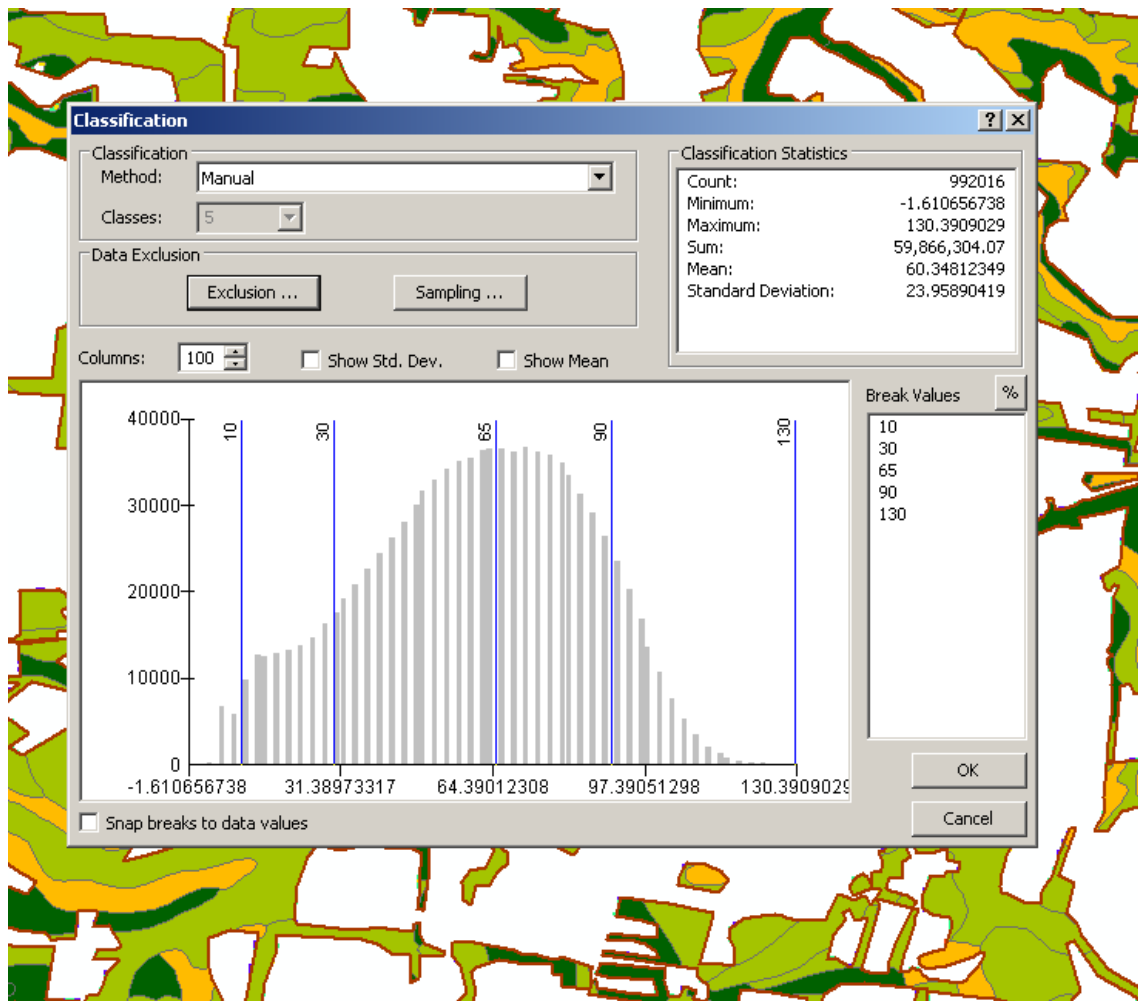 Classification
Classification
Method: Manual
Classes: 5
Data Exclusion
Exclusion ...
Sampling ...
Classification Statistics
Count: 992016
Minimum: -1.610656738
Maximum: 130.3909029
Sum: 59,866,304.07
Mean: 60.34812349
Standard Deviation: 23.95890419
Columns: 100 Show Std. Dev. Show Mean
Break Values %
10
30
65
90
130
40000
30000
20000
10000
0
10 30 65 90 130
-1.610656738 31.38973317 64.39012308 97.39051298 130.3909029
Snap breaks to data values
OK
Cancel